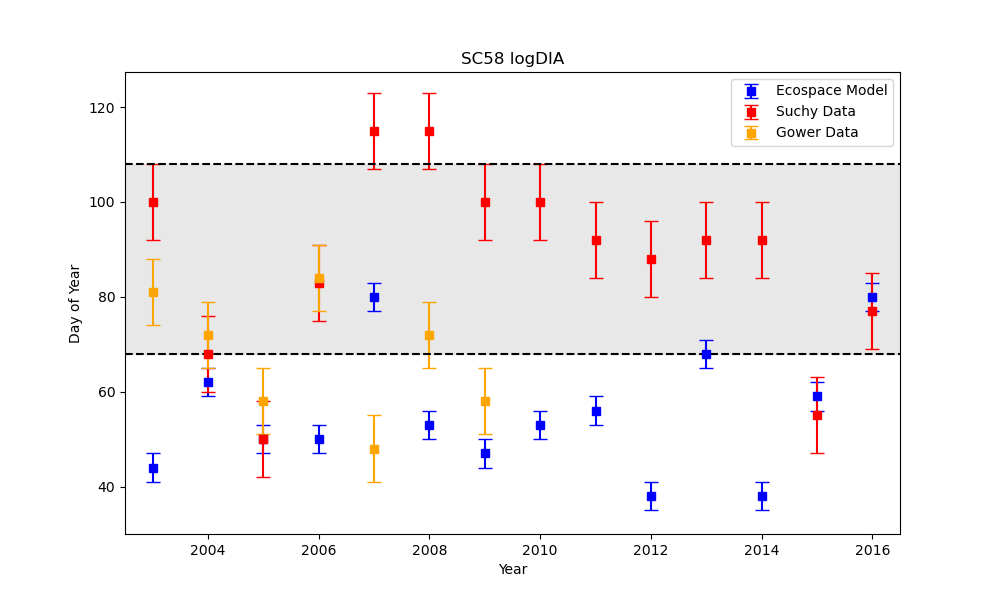 SC58 logDIA
Ecospace Model
Suchy Data
Gower Data
120
100
80
60
40
Day of Year
2004 2006 2008 2010 2012 2014 2016
Year